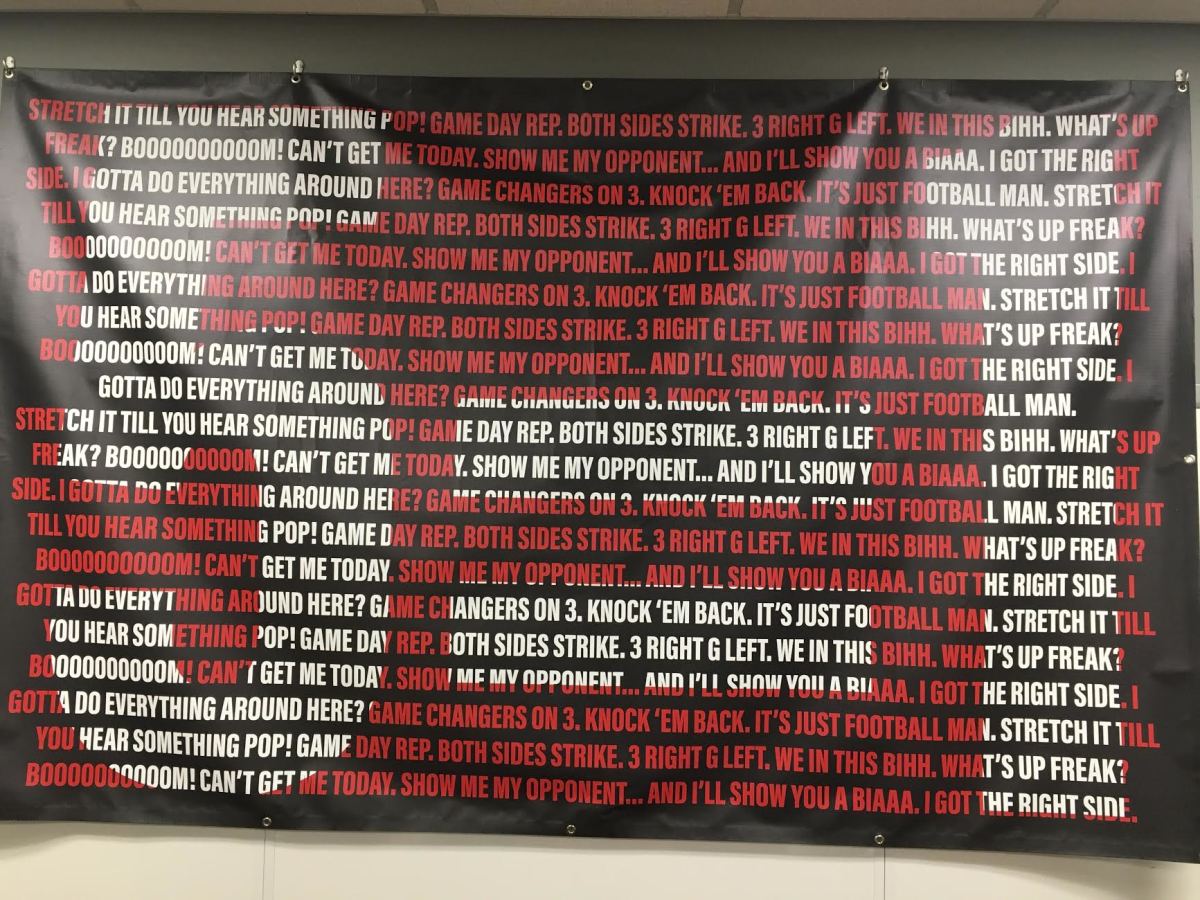 STRETCH IT TILL YOU HEAR SOMETHING POP! GAME DAY REP. BOTH SIDES STRIKE. 3 RIGHT G LEFT. WE IN THIS BIHH. WHAT'S UP
FREAK? BOOOOOOOOOOM! CAN'T GET ME TODAY. SHOW ME MY OPPONENT... AND I'LL SHOW YOU A BIAAA. I GOT THE RIGHT
SIDE. I GOTTA DO EVERYTHING AROUND HERE? GAME CHANGERS ON 3. KNOCK 'EM BACK. IT'S JUST FOOTBALL MAN. STRETCH IT
TILL YOU HEAR SOMETHING POP! GAME DAY REP. BOTH SIDES STRIKE. 3 RIGHT G LEFT. WE IN THIS BIHH. WHAT'S UP FREAK?
BOOOOOOOOOOM! CAN'T GET ME TODAY. SHOW ME MY OPPONENT... AND I'LL SHOW YOU A BIAAA. I GOT THE RIGHT SIDE. I
GOTTA DO EVERYTHING AROUND HERE? GAME CHANGERS ON 3. KNOCK 'EM BACK. IT'S JUST FOOTBALL MAN. STRETCH IT TILL
YOU HEAR SOMETHING POP! GAME DAY REP. BOTH SIDES STRIKE. 3 RIGHT G LEFT. WE IN THIS BIHH. WHAT'S UP FREAK?
BOOOOOOOOOOM! CAN'T GET ME TODAY. SHOW ME MY OPPONENT... AND I'LL SHOW YOU A BIAAA. I GOT THE RIGHT SIDE. I
GOTTA DO EVERYTHING AROUND HERE? GAME CHANGERS ON 3. KNOCK 'EM BACK. IT'S JUST FOOTBALL MAN.
STRETCH IT TILL YOU HEAR SOMETHING POP! GAME DAY REP. BOTH SIDES STRIKE. 3 RIGHT G LEFT. WE IN THIS BIHH. WHAT'S UP
FREAK? BOOOOOOOOOOM! CAN'T GET ME TODAY. SHOW ME MY OPPONENT... AND I'LL SHOW YOU A BIAAA. I GOT THE RIGHT
SIDE. I GOTTA DO EVERYTHING AROUND HERE? GAME CHANGERS ON 3. KNOCK 'EM BACK. IT'S JUST FOOTBALL MAN. STRETCH IT
TILL YOU HEAR SOMETHING POP! GAME DAY REP. BOTH SIDES STRIKE. 3 RIGHT G LEFT. WE IN THIS BIHH. WHAT'S UP FREAK?
BOOOOOOOOOOM! CAN'T GET ME TODAY. SHOW ME MY OPPONENT... AND I'LL SHOW YOU A BIAAA. I GOT THE RIGHT SIDE. I
GOTTA DO EVERYTHING AROUND HERE? GAME CHANGERS ON 3. KNOCK 'EM BACK. IT'S JUST FOOTBALL MAN. STRETCH IT TILL
YOU HEAR SOMETHING POP! GAME DAY REP. BOTH SIDES STRIKE. 3 RIGHT G LEFT. WE IN THIS BIHH. WHAT'S UP FREAK?
BOOOOOOOOOOM! CAN'T GET ME TODAY. SHOW ME MY OPPONENT... AND I'LL SHOW YOU A BIAAA. I GOT THE RIGHT SIDE. I
GOTTA DO EVERYTHING AROUND HERE? GAME CHANGERS ON 3. KNOCK 'EM BACK. IT'S JUST FOOTBALL MAN. STRETCH IT TILL
YOU HEAR SOMETHING POP! GAME DAY REP. BOTH SIDES STRIKE. 3 RIGHT G LEFT. WE IN THIS BIHH. WHAT'S UP FREAK?
BOOOOOOOOOOM! CAN'T GET ME TODAY. SHOW ME MY OPPONENT... AND I'LL SHOW YOU A BIAAA. I GOT THE RIGHT SIDE.